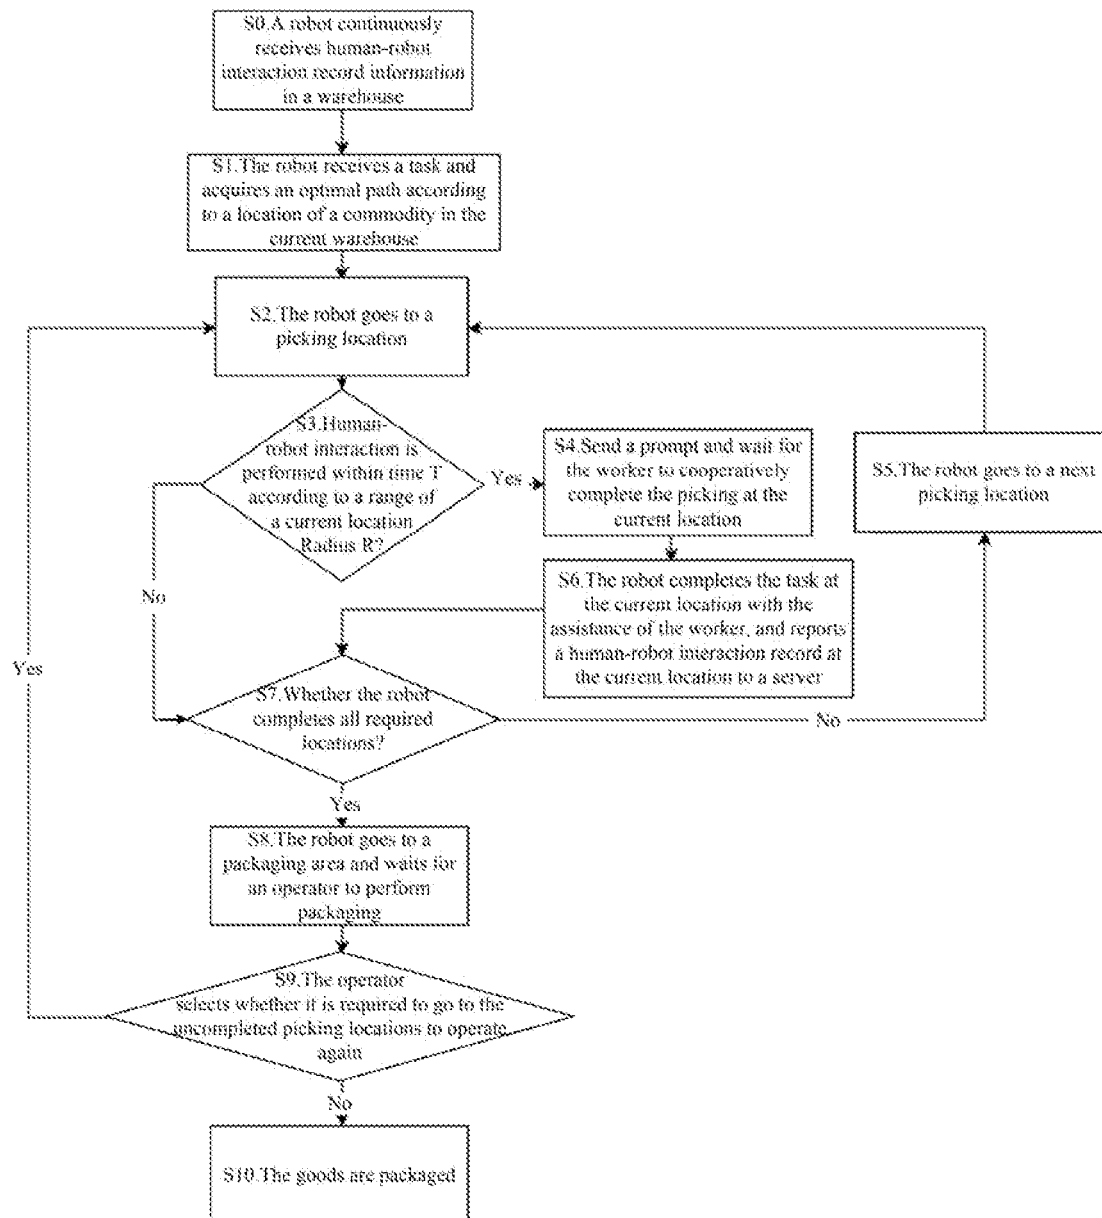 S0.A robot continuously
receives human-robot
interaction record information
in a warehouse
S1.The robot receives a task and
acquires an optimal path according
to a location of a commodity in the
current warehouse
S2.The robot goes to a
picking location
S3.Human-
robot interaction is
performed within time T
according to a range of
a current location
Radius R?
Yes
S4.Send a prompt and wait for
the worker to cooperatively
complete the picking at the
current location
S5.The robot goes to a next
picking location
No
S6.The robot completes the task at
the current location with the
assistance of the worker, and reports
a human-robot interaction record at
the current location to a server
Yes
S7.Whether the robot
completes all required
locations?
No
Yes
S8.The robot goes to a
packaging area and waits for
an operator to perform
packaging
S9.The operator
selects whether it is required to go to the
uncompleted picking locations to operate
again
No
S10.The goods are packaged